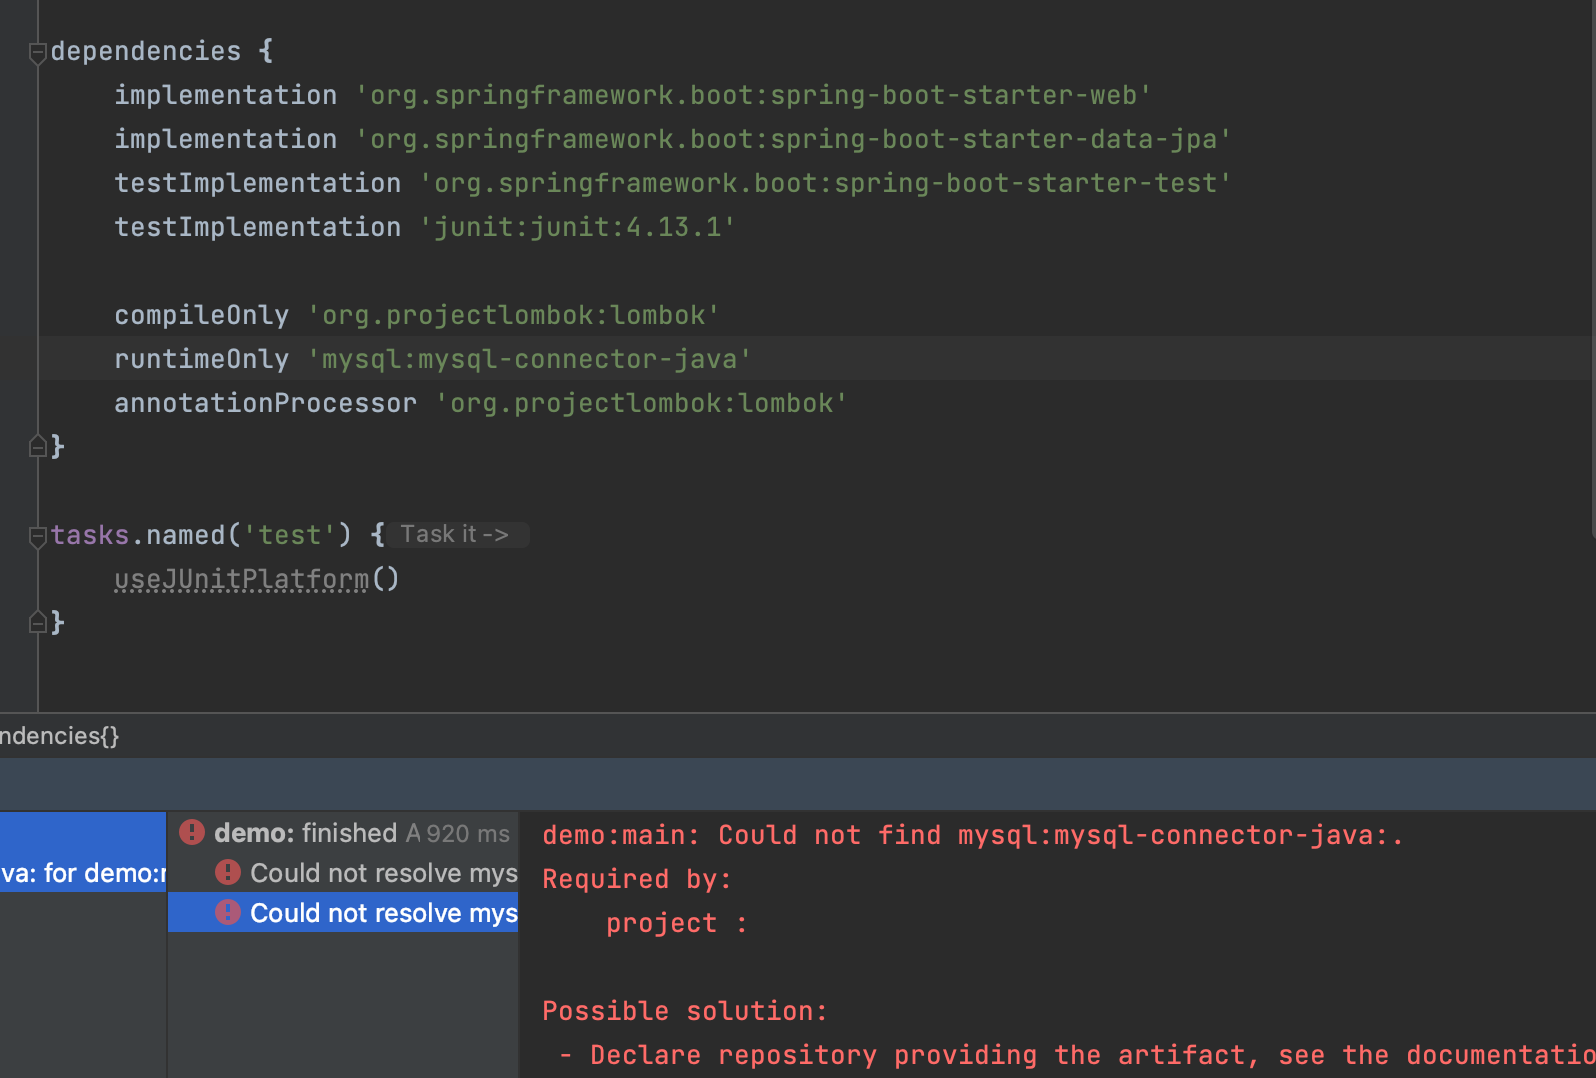 dependencies {
implementation 'org.springframework.boot:spring-boot-starter-web'
implementation 'org.springframework.boot:spring-boot-starter-data-jpa'
testImplementation 'org.springframework.boot:spring-boot-starter-test'
testImplementation 'junit:junit:4.13.1'
compileOnly 'org.projectlombok:lombok'
runtimeOnly 'mysql:mysql-connector-java'
annotationProcessor 'org.projectlombok:lombok'
}
tasks.named('test') { Task it ->
useJUnitPlatform()
}
ndencies{}
demo: finished A 920 ms
va: for demo:r
Could not resolve mys
Could not resolve mys
demo:main: Could not find mysql:mysql-connector-java:.
Required by:
project :
Possible solution:
- Declare repository providing the artifact, see the documentatio